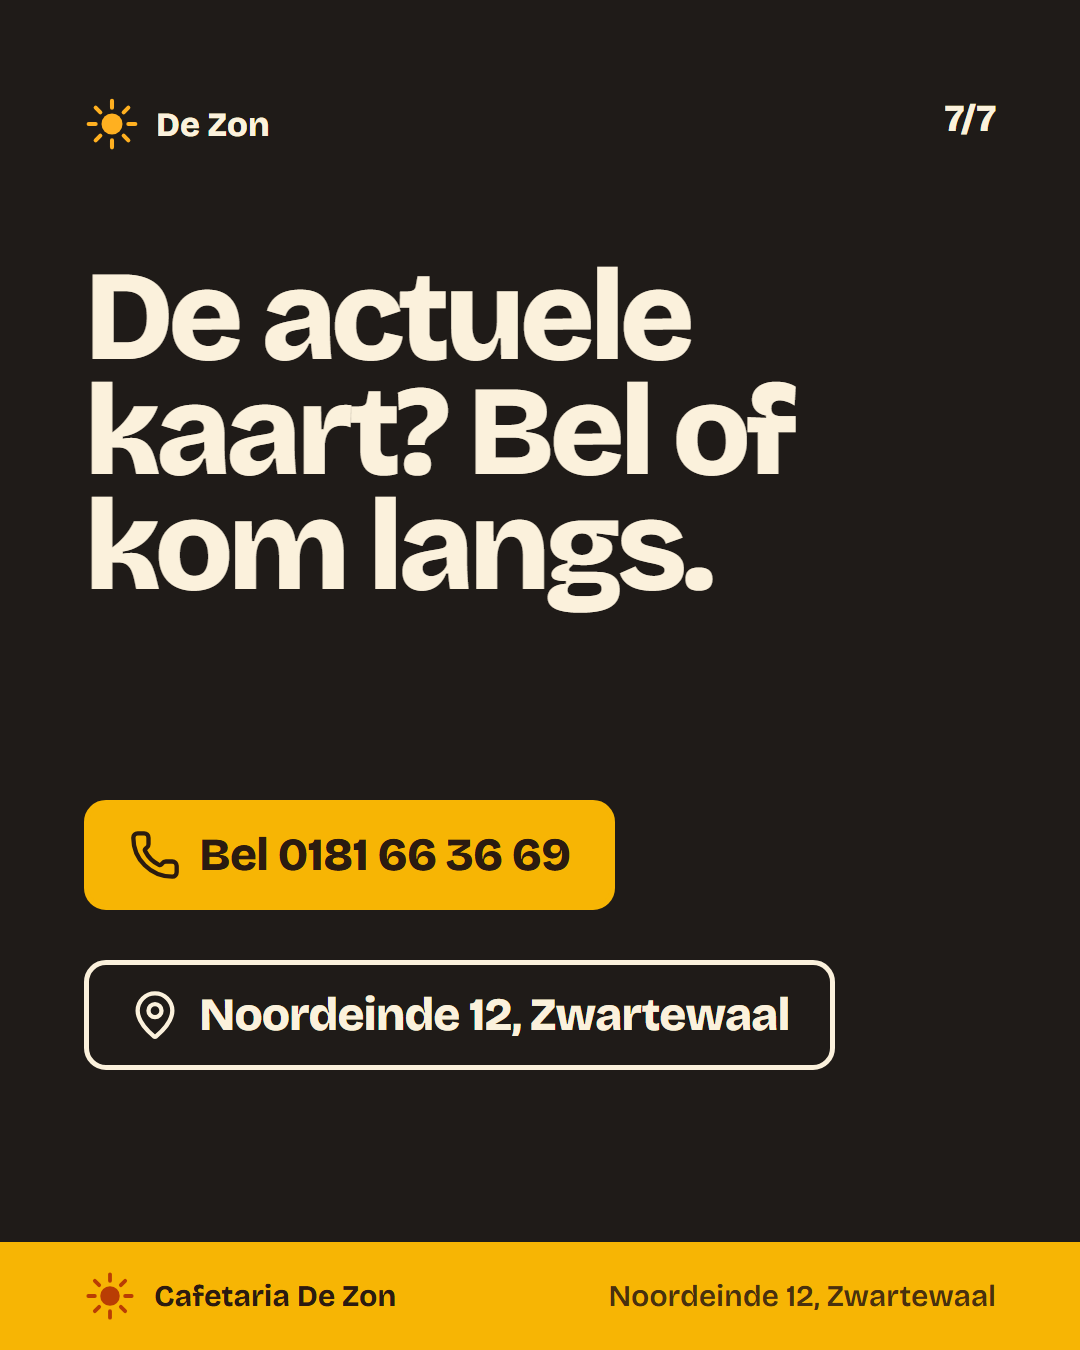 De Zon
7/7
De actuele
kaart? Bel of
kom langs.
Bel 0181 66 36 69
Noordeinde 12, Zwartewaal
Cafetaria De Zon
Noordeinde 12, Zwartewaal